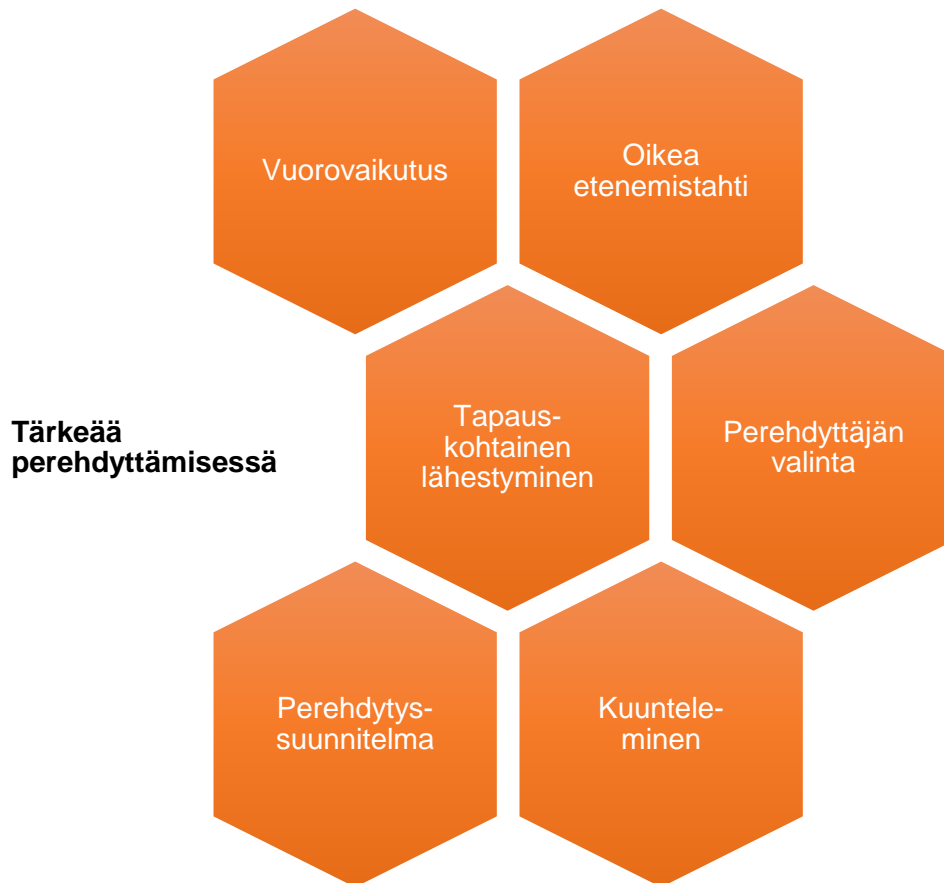 Vuorovaikutus
Oikea
etenemistahti
Tärkeää
perehdyttämisessä
Tapaus-
kohtainen
lähestyminen
Perehdyttäjän
valinta
Perehdytys-
suunnitelma
Kuuntele-
minen